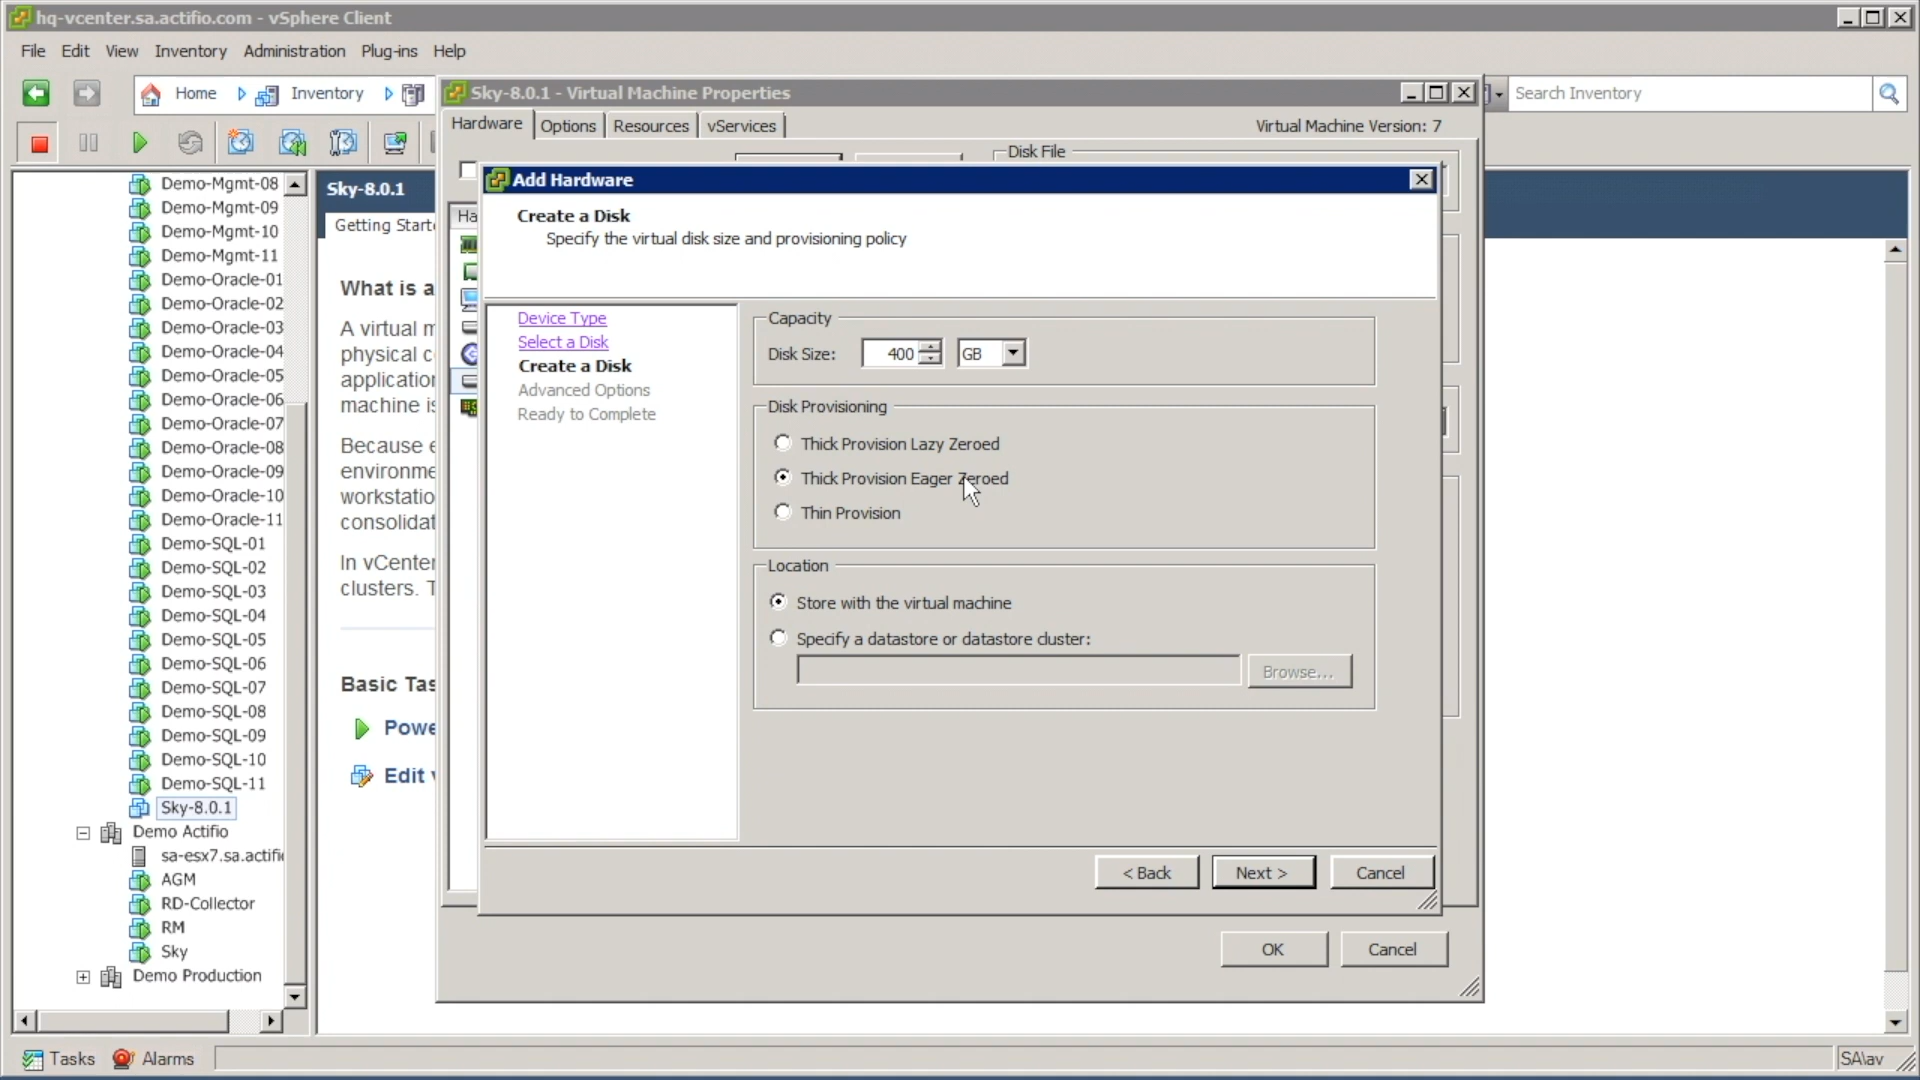 hq-vcenter.sa.actifio.com - vSphere Client
File Edit View Inventory Administration Plug-ins Help
Home Inventory
Search Inventory
Sky-8.0.1 - Virtual Machine Properties
Hardware Options Resources vServices
Virtual Machine Version: 7
Disk File
Add Hardware
Create a Disk
Specify the virtual disk size and provisioning policy
Device Type
Select a Disk
Create a Disk
Advanced Options
Ready to Complete
Capacity
Disk Size: 400 GB
Disk Provisioning
Thick Provision Lazy Zeroed
Thick Provision Eager Zeroed
Thin Provision
Location
Store with the virtual machine
Specify a datastore or datastore cluster:
Browse...
< Back Next > Cancel
OK Cancel
Demo-Mgmt-08
Demo-Mgmt-09
Demo-Mgmt-10
Demo-Mgmt-11
Demo-Oracle-01
Demo-Oracle-02
Demo-Oracle-03
Demo-Oracle-04
Demo-Oracle-05
Demo-Oracle-06
Demo-Oracle-07
Demo-Oracle-08
Demo-Oracle-09
Demo-Oracle-10
Demo-Oracle-11
Demo-SQL-01
Demo-SQL-02
Demo-SQL-03
Demo-SQL-04
Demo-SQL-05
Demo-SQL-06
Demo-SQL-07
Demo-SQL-08
Demo-SQL-09
Demo-SQL-10
Demo-SQL-11
Sky-8.0.1
Demo Actifio
sa-esx7.sa.actifi
AGM
RD-Collector
RM
Sky
Demo Production
Sky-8.0.1
Getting Starte
What is a
A virtual m
physical c
application
machine is
Because e
environme
workstatio
consolidat
In vCenter
clusters. T
Basic Tas
Powe
Edit v
Ha
Tasks Alarms
SA\av